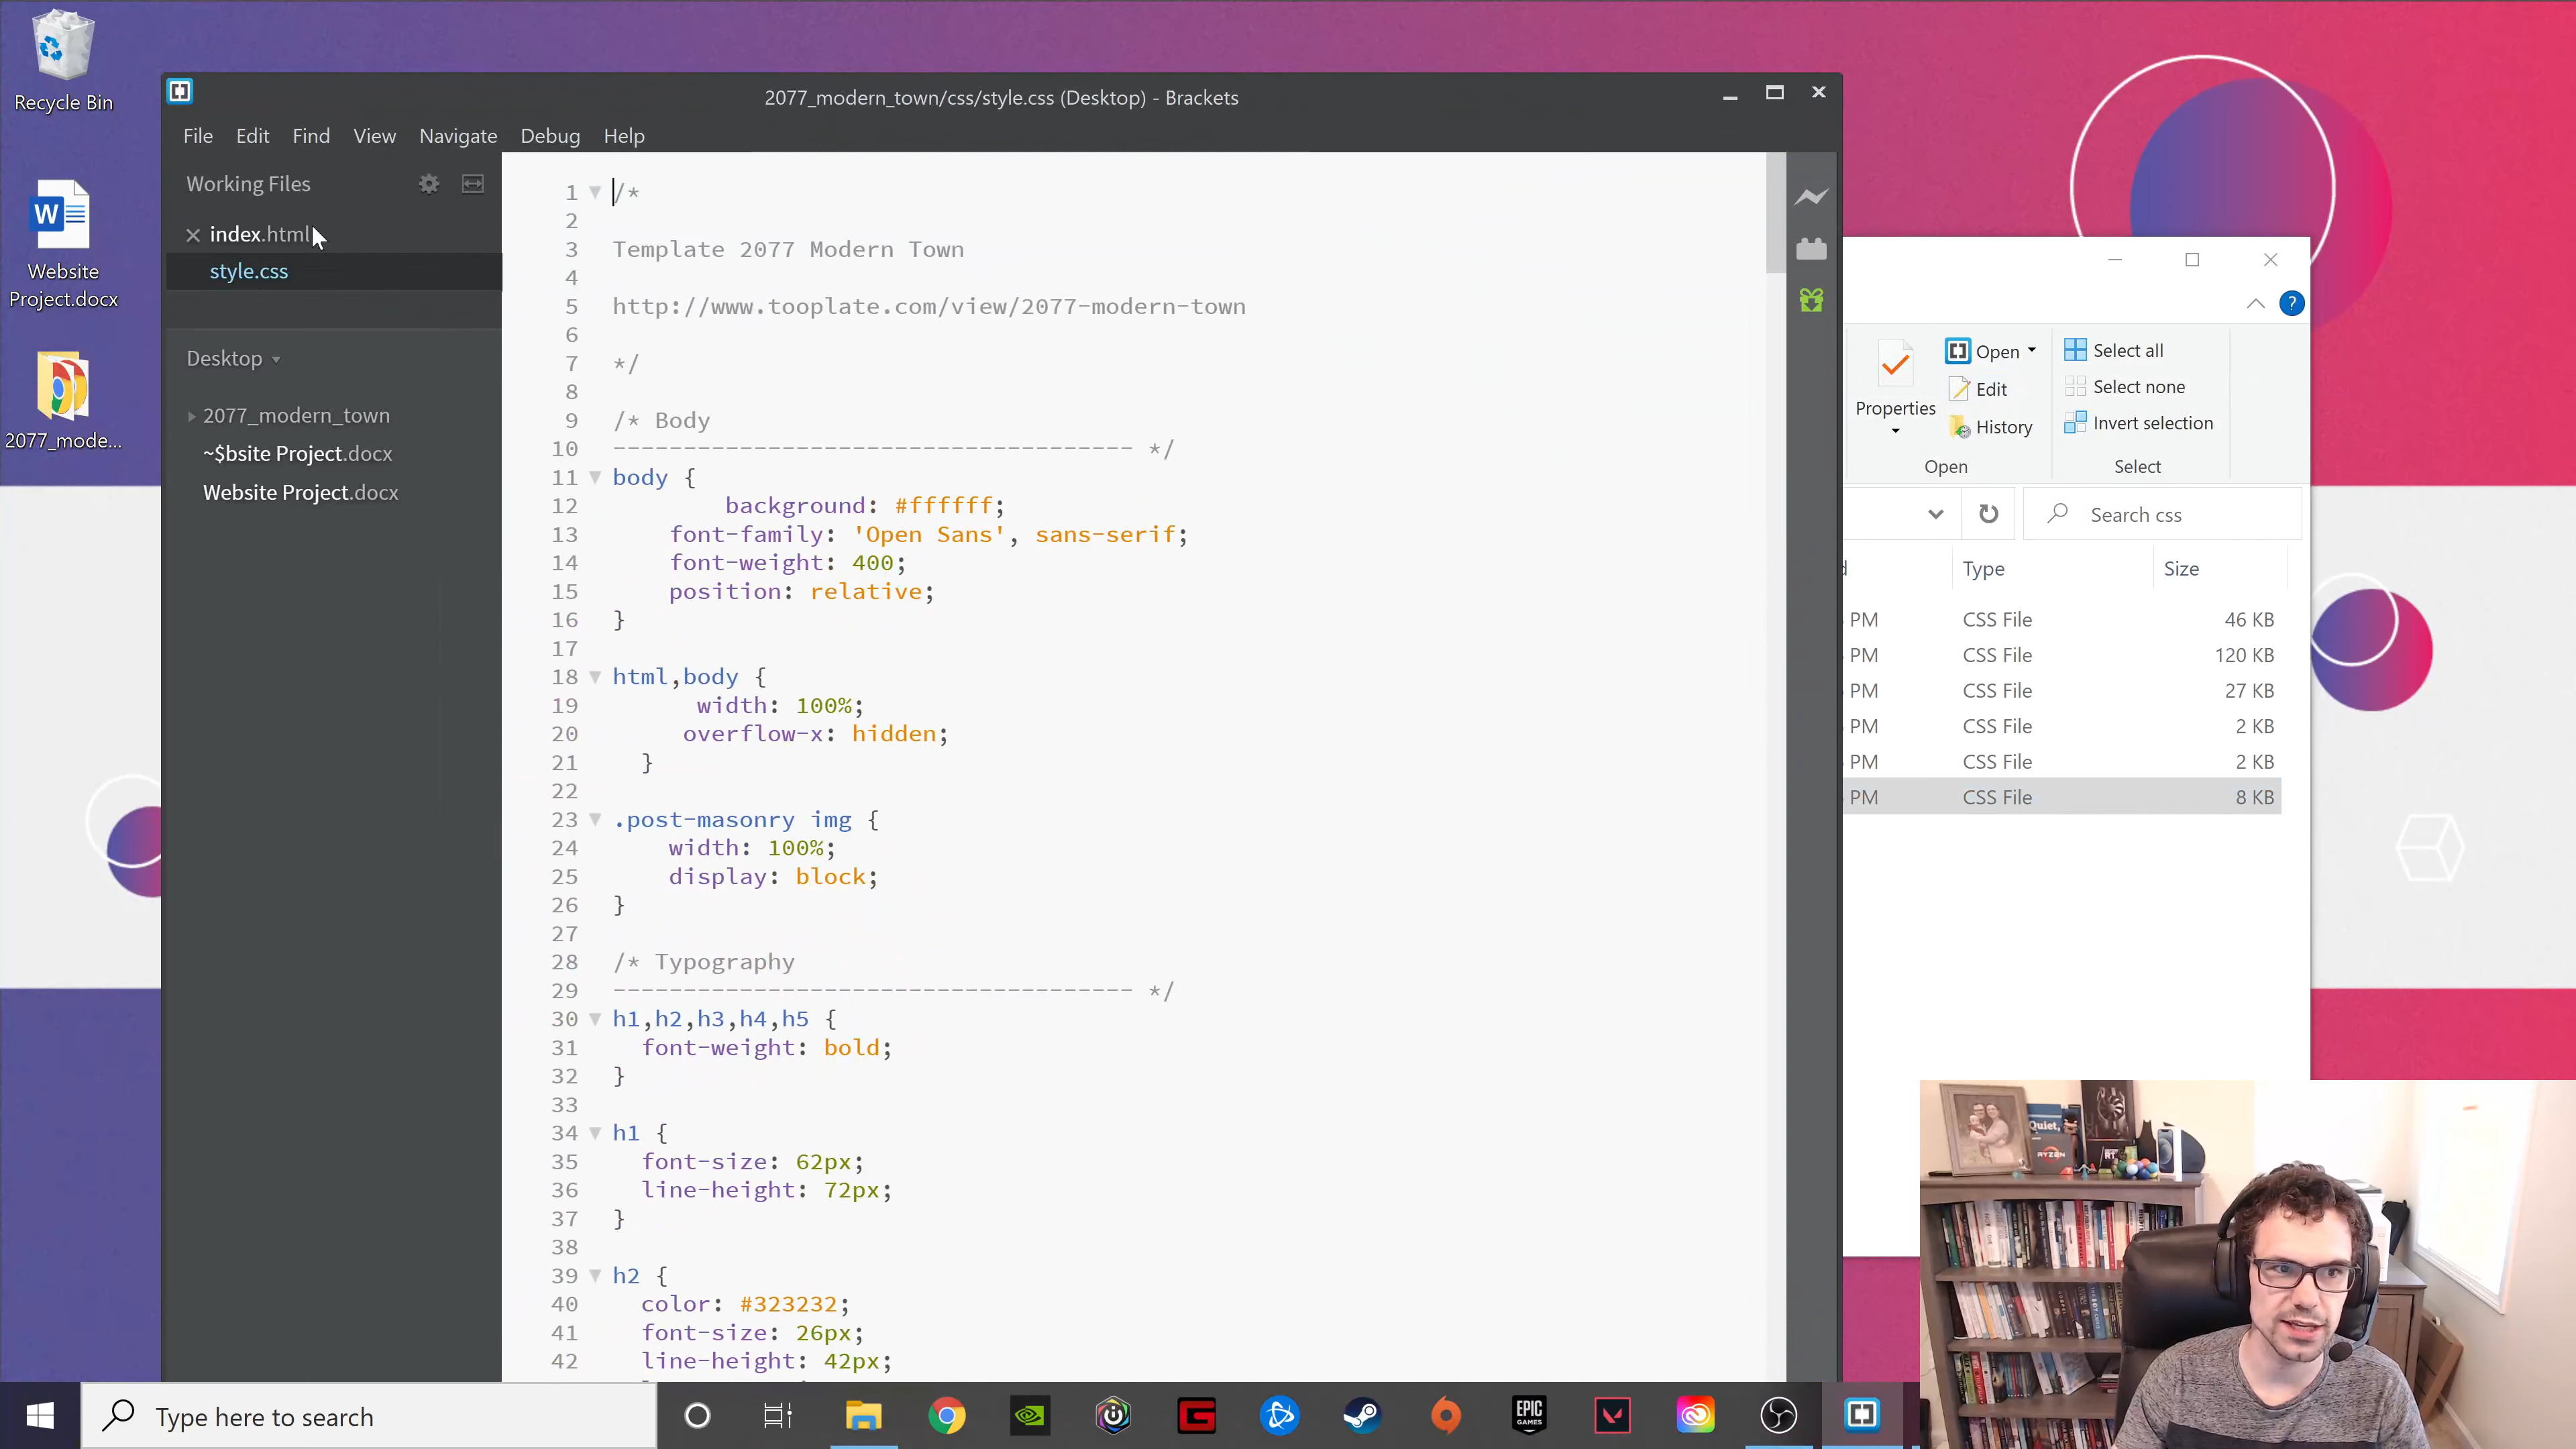 Recycle Bin
Website
Project.docx
2077_mode...
2077_modern_town/css/style.css (Desktop) - Brackets
File Edit Find View Navigate Debug Help
Working Files
index.html
style.css
Desktop
2077_modern_town
~$bsite Project.docx
Website Project.docx
1 /*
2
3 Template 2077 Modern Town
4
5 http://www.tooplate.com/view/2077-modern-town
6
7 */
8
9 /* Body
10 ------------------------------------- */
11 body {
12 background: #ffffff;
13 font-family: 'Open Sans', sans-serif;
14 font-weight: 400;
15 position: relative;
16 }
17
18 html,body {
19 width: 100%;
20 overflow-x: hidden;
21 }
22
23 .post-masonry img {
24 width: 100%;
25 display: block;
26 }
27
28 /* Typography
29 ------------------------------------- */
30 h1,h2,h3,h4,h5 {
31 font-weight: bold;
32 }
33
34 h1 {
35 font-size: 62px;
36 line-height: 72px;
37 }
38
39 h2 {
40 color: #323232;
41 font-size: 26px;
42 line-height: 42px;
Properties
Open
Edit
History
Open
Select all
Select none
Invert selection
Select
Search css
Type Size
PM CSS File 46 KB
PM CSS File 120 KB
PM CSS File 27 KB
PM CSS File 2 KB
PM CSS File 2 KB
PM CSS File 8 KB
Quiet,
RYZEN
RT
Type here to search
EPIC
GAMES